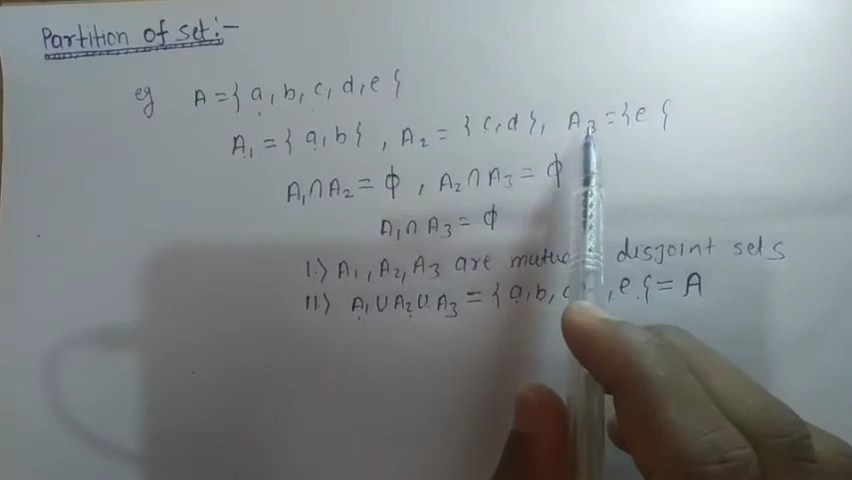 Partition of set:-
eg A={a,b,c,d,e}
A₁={a,b}, A₂={c,d}, A₃={e}
A₁∩A₂=ϕ, A₂∩A₃=ϕ
A₁∩A₃=ϕ
I.> A₁,A₂,A₃ are disjoint sets
II.> A₁∪A₂∪A₃={a,b,c ,e.}=A